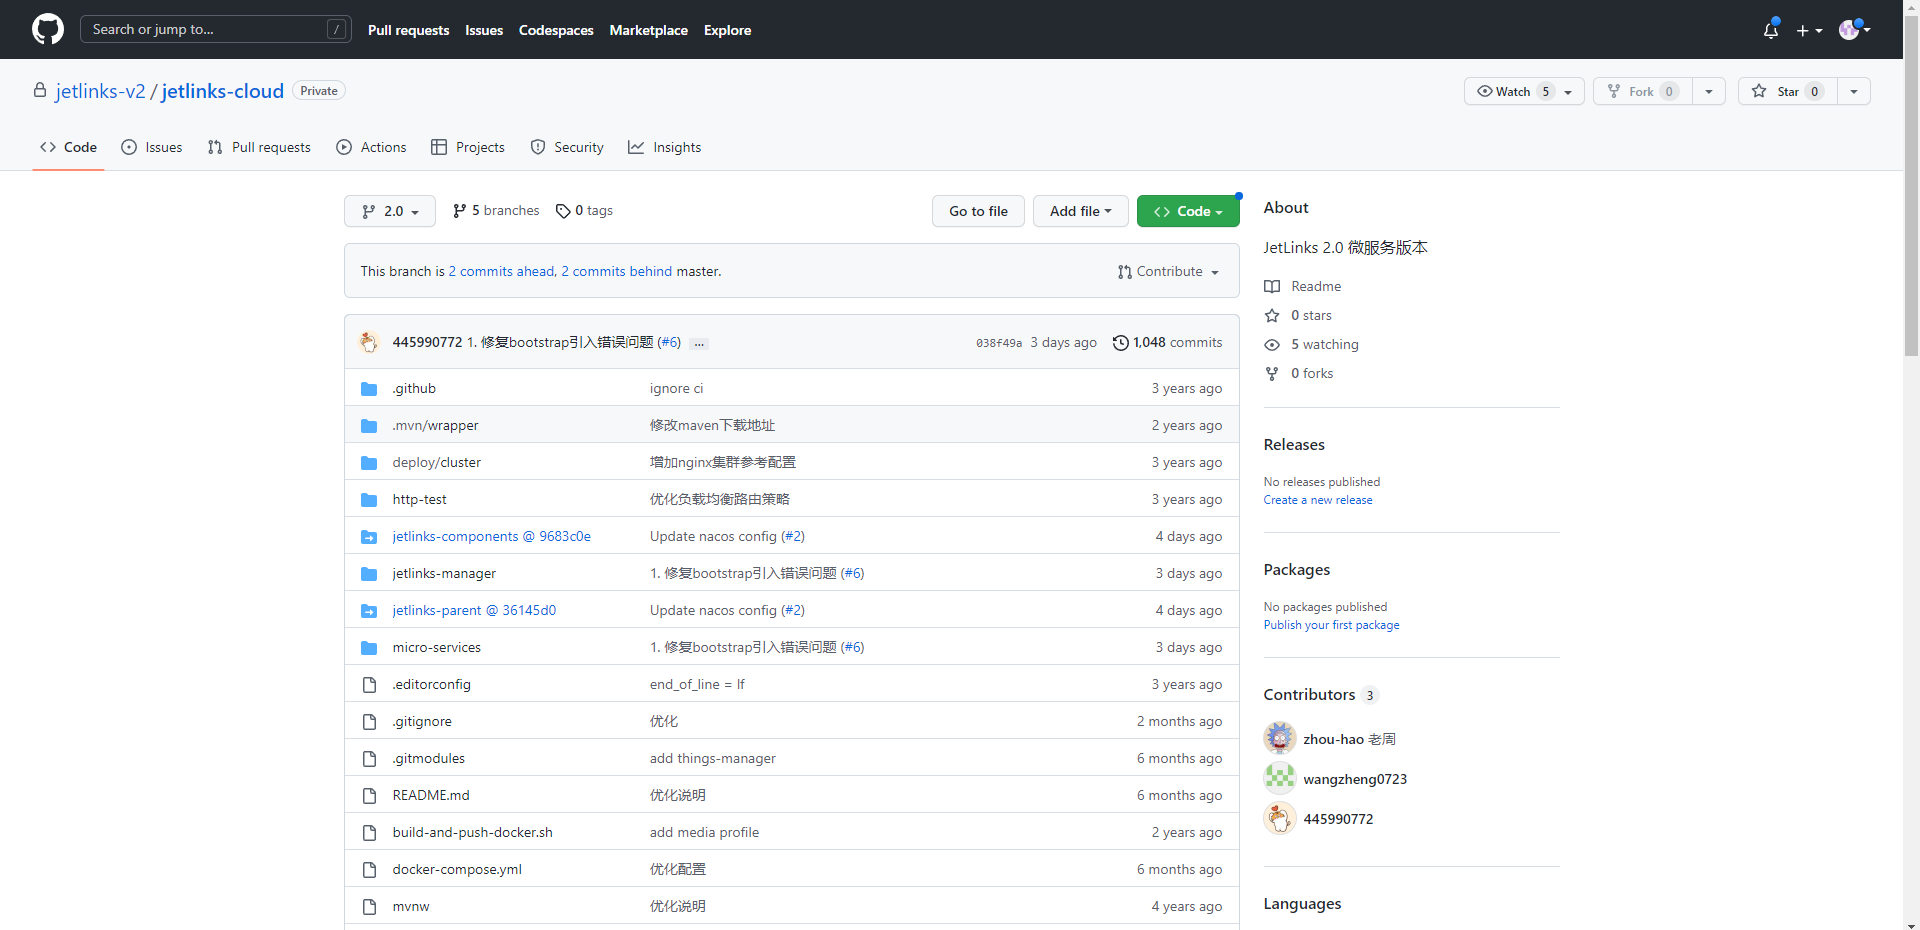 Search or jump to... / Pull requests Issues Codespaces Marketplace Explore
jetlinks-v2 / jetlinks-cloud Private Watch 5 Fork 0 Star 0
Code Issues Pull requests Actions Projects Security Insights
2.0 5 branches 0 tags Go to file Add file Code
This branch is 2 commits ahead, 2 commits behind master. Contribute
445990772 1. 修复bootstrap引入错误问题 (#6) ... 038f49a 3 days ago 1,048 commits
.github ignore ci 3 years ago
.mvn/wrapper 修改maven下载地址 2 years ago
deploy/cluster 增加nginx集群参考配置 3 years ago
http-test 优化负载均衡路由策略 3 years ago
jetlinks-components @ 9683c0e Update nacos config (#2) 4 days ago
jetlinks-manager 1. 修复bootstrap引入错误问题 (#6) 3 days ago
jetlinks-parent @ 36145d0 Update nacos config (#2) 4 days ago
micro-services 1. 修复bootstrap引入错误问题 (#6) 3 days ago
.editorconfig end_of_line = lf 3 years ago
.gitignore 优化 2 months ago
.gitmodules add things-manager 6 months ago
README.md 优化说明 6 months ago
build-and-push-docker.sh add media profile 2 years ago
docker-compose.yml 优化配置 6 months ago
mvnw 优化说明 4 years ago
About
JetLinks 2.0 微服务版本
Readme
0 stars
5 watching
0 forks
Releases
No releases published
Create a new release
Packages
No packages published
Publish your first package
Contributors 3
zhou-hao 老周
wangzheng0723
445990772
Languages